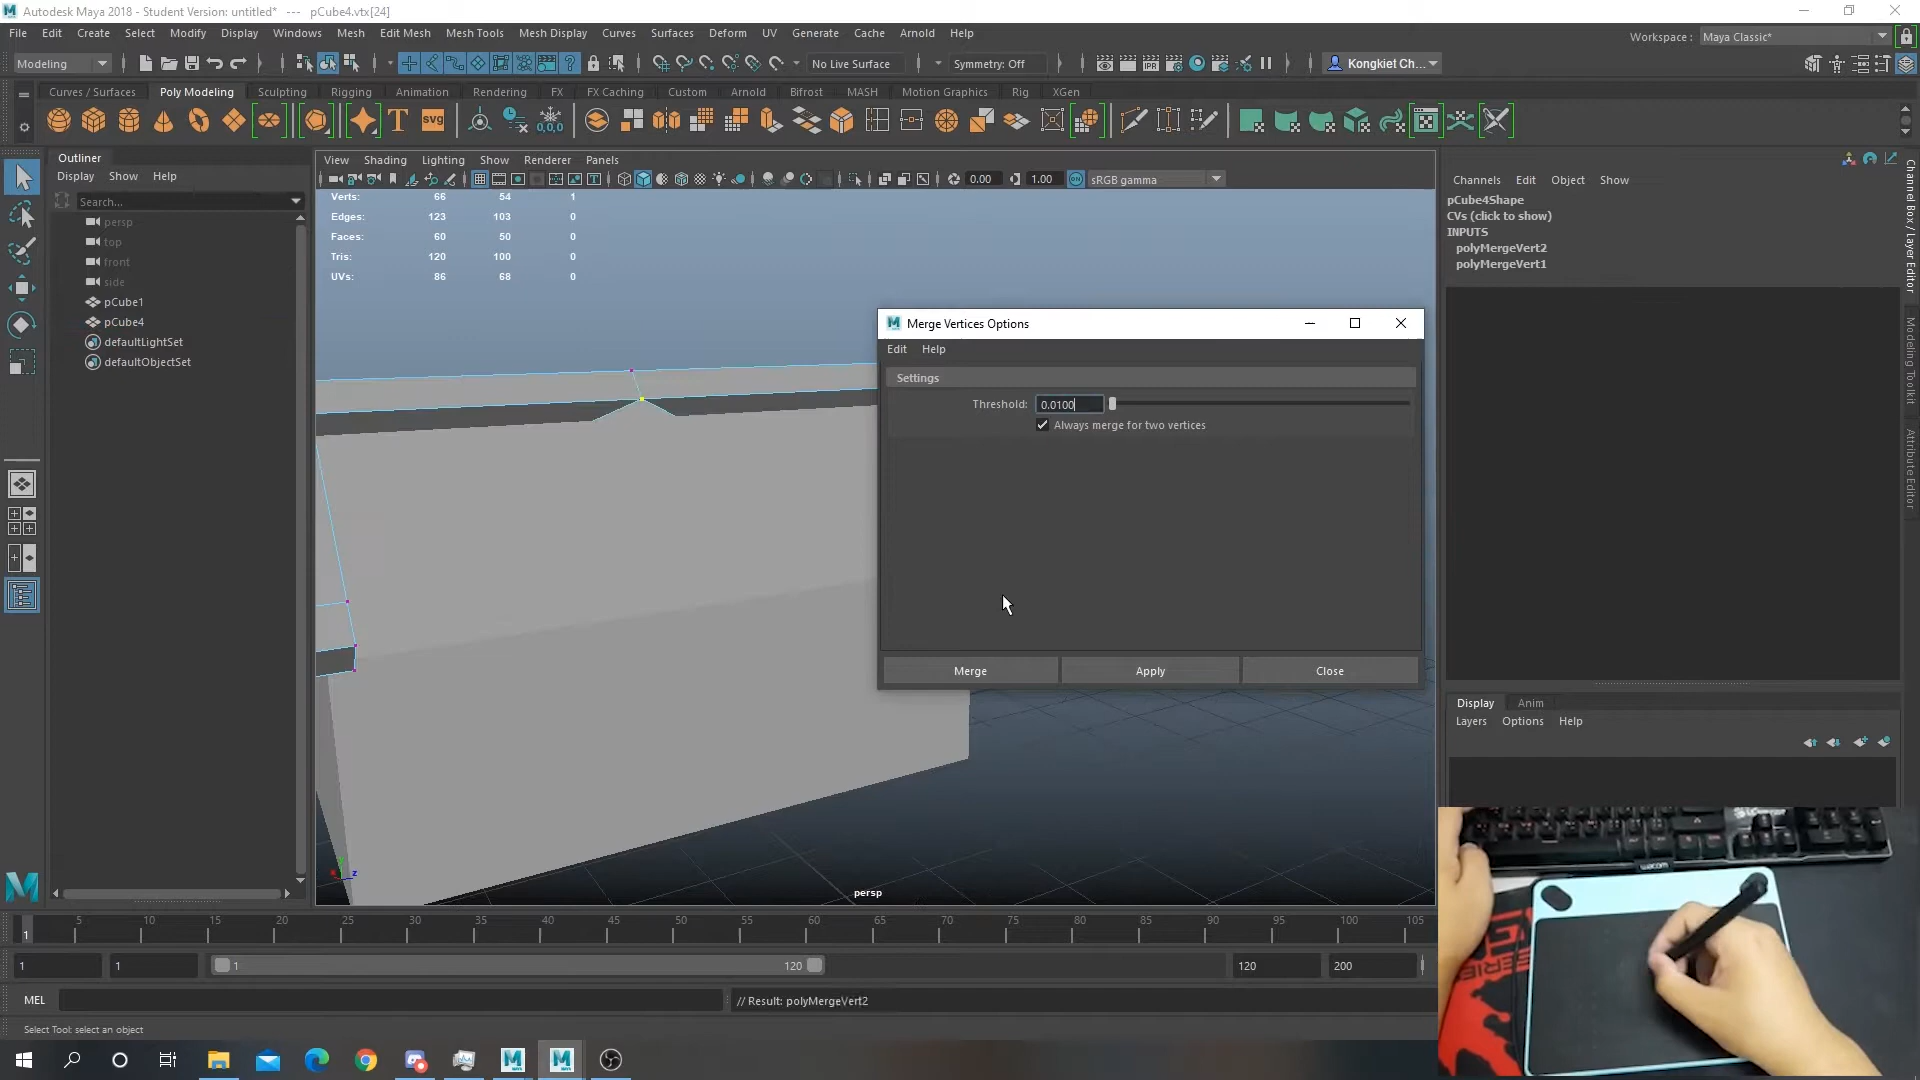 Autodesk Maya 2018 - Student Version: untitled* --- pCube4.vtx[24]
File Edit Create Select Modify Display Windows Mesh Edit Mesh Mesh Tools Mesh Display Curves Surfaces Deform UV Generate Cache Arnold Help
Workspace : Maya Classic*
Modeling
No Live Surface
Symmetry: Off
Kongkiet Ch...
Curves / Surfaces Poly Modeling Sculpting Rigging Animation Rendering FX FX Caching Custom Arnold Bifrost MASH Motion Graphics Rig XGen
T svg
0,0,0
IPR
Outliner
Display Show Help
Search...
persp
top
front
side
pCube1
pCube4
defaultLightSet
defaultObjectSet
View Shading Lighting Show Renderer Panels
0.00 1.00 ON sRGB gamma
Verts: 66 54 1
Edges: 123 103 0
Faces: 60 50 0
Tris: 120 100 0
UVs: 86 68 0
persp
Merge Vertices Options
Edit Help
Settings
Threshold: 0.0100
Always merge for two vertices
Merge Apply Close
Channels Edit Object Show
pCube4Shape
CVs (click to show)
INPUTS
polyMergeVert2
polyMergeVert1
Channel Box / Layer Editor
Modeling Toolkit
Attribute Editor
Display Anim
Layers Options Help
5 10 15 20 25 30 35 40 45 50 55 60 65 70 75 80 85 90 95 100 105
1
1 1 1 120 120 200
MEL
// Result: polyMergeVert2
Select Tool: select an object
wacom